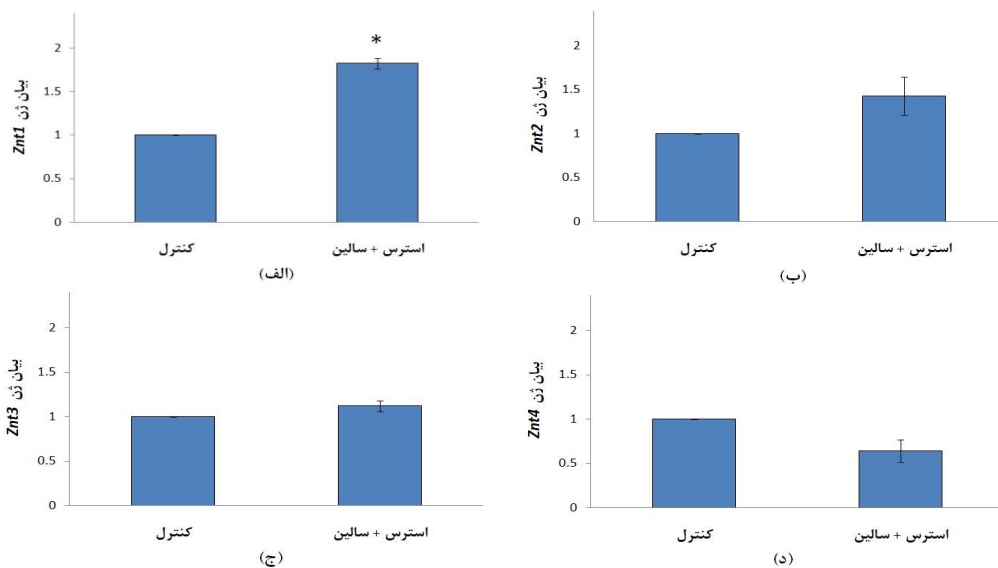 بیان ژن Znt1
2
1.5
1
0.5
0
*
کنترل
استرس + سالین
(الف)
بیان ژن Znt2
2
1.5
1
0.5
0
کنترل
استرس + سالین
(ب)
بیان ژن Znt3
2
1.5
1
0.5
0
کنترل
استرس + سالین
(ج)
بیان ژن Znt4
2
1.5
1
0.5
0
کنترل
استرس + سالین
(د)